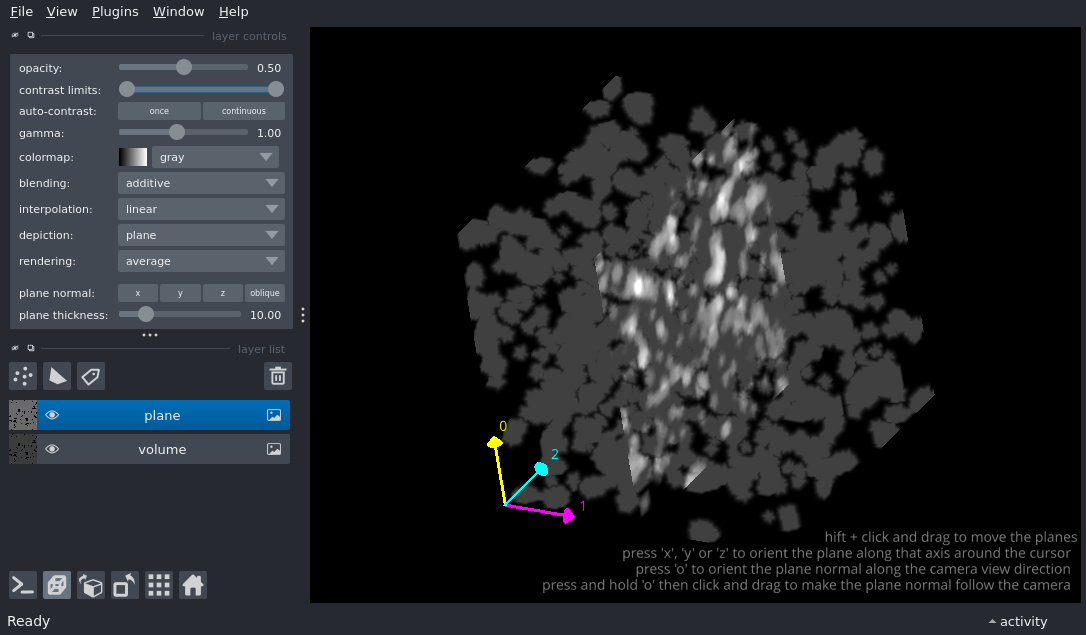 File View Plugins Window Help
layer controls
opacity: 0.50
contrast limits:
auto-contrast: once continuous
gamma: 1.00
colormap: gray
blending: additive
interpolation: linear
depiction: plane
rendering: average
plane normal: x y z oblique
plane thickness: 10.00
layer list
plane
volume
0
2
1
hift + click and drag to move the planes
press 'x', 'y' or 'z' to orient the plane along that axis around the cursor
press 'o' to orient the plane normal along the camera view direction
press and hold 'o' then click and drag to make the plane normal follow the camera
Ready
activity